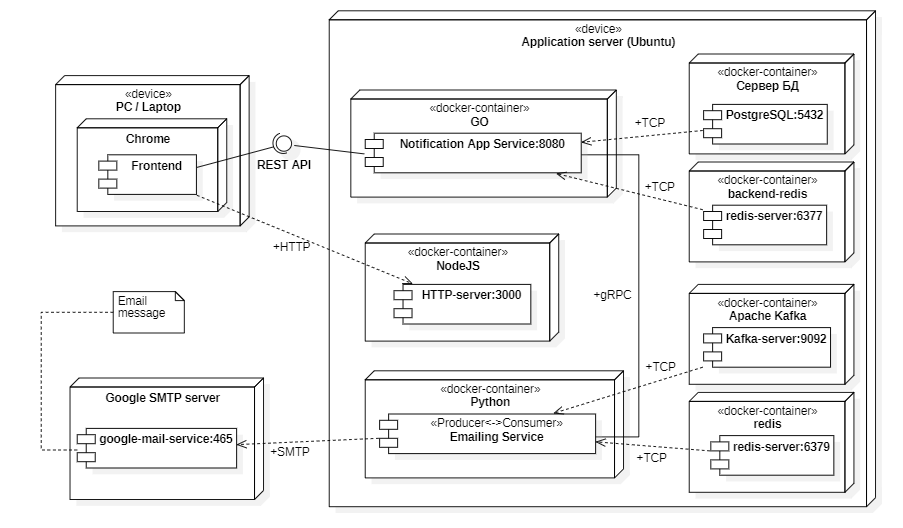 «device»
Application server (Ubuntu)
«device»
PC / Laptop
Chrome
Frontend
REST API
«docker-container»
GO
Notification App Service:8080
+TCP
«docker-container»
Сервер БД
PostgreSQL:5432
+TCP
«docker-container»
backend-redis
redis-server:6377
+HTTP
«docker-container»
NodeJS
HTTP-server:3000
+gRPC
«docker-container»
Apache Kafka
Kafka-server:9092
Email
message
+TCP
Google SMTP server
google-mail-service:465
+SMTP
«docker-container»
Python
«Producer<->Consumer»
Emailing Service
+TCP
«docker-container»
redis
redis-server:6379